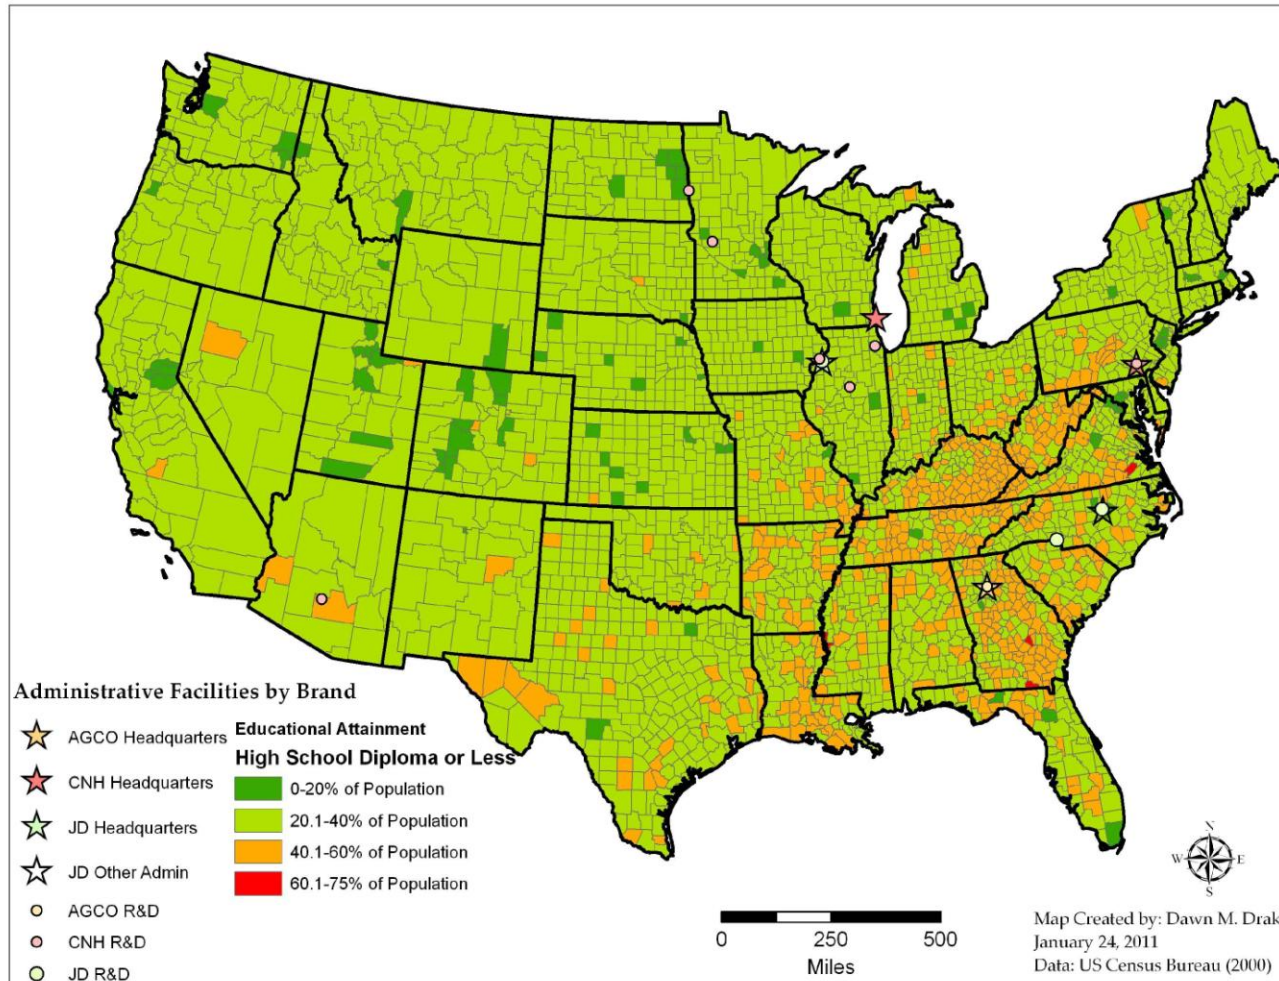 Administrative Facilities by Brand
AGCO Headquarters
CNH Headquarters
JD Headquarters
JD Other Admin
AGCO R&D
CNH R&D
JD R&D
Educational Attainment
High School Diploma or Less
0-20% of Population
20.1-40% of Population
40.1-60% of Population
60.1-75% of Population
N
W E
S
0 250 500
Miles
Map Created by: Dawn M. Drak
January 24, 2011
Data: US Census Bureau (2000)